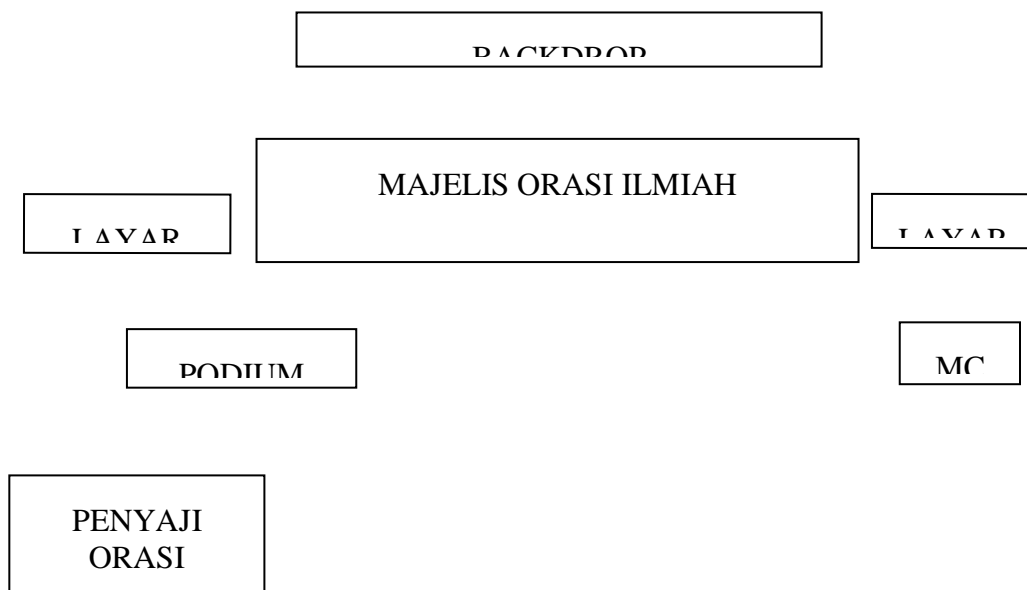 BACKDROP
MAJELIS ORASI ILMIAH
LAYAR
LAYAR
PODIUM
MC
PENYAJI
ORASI